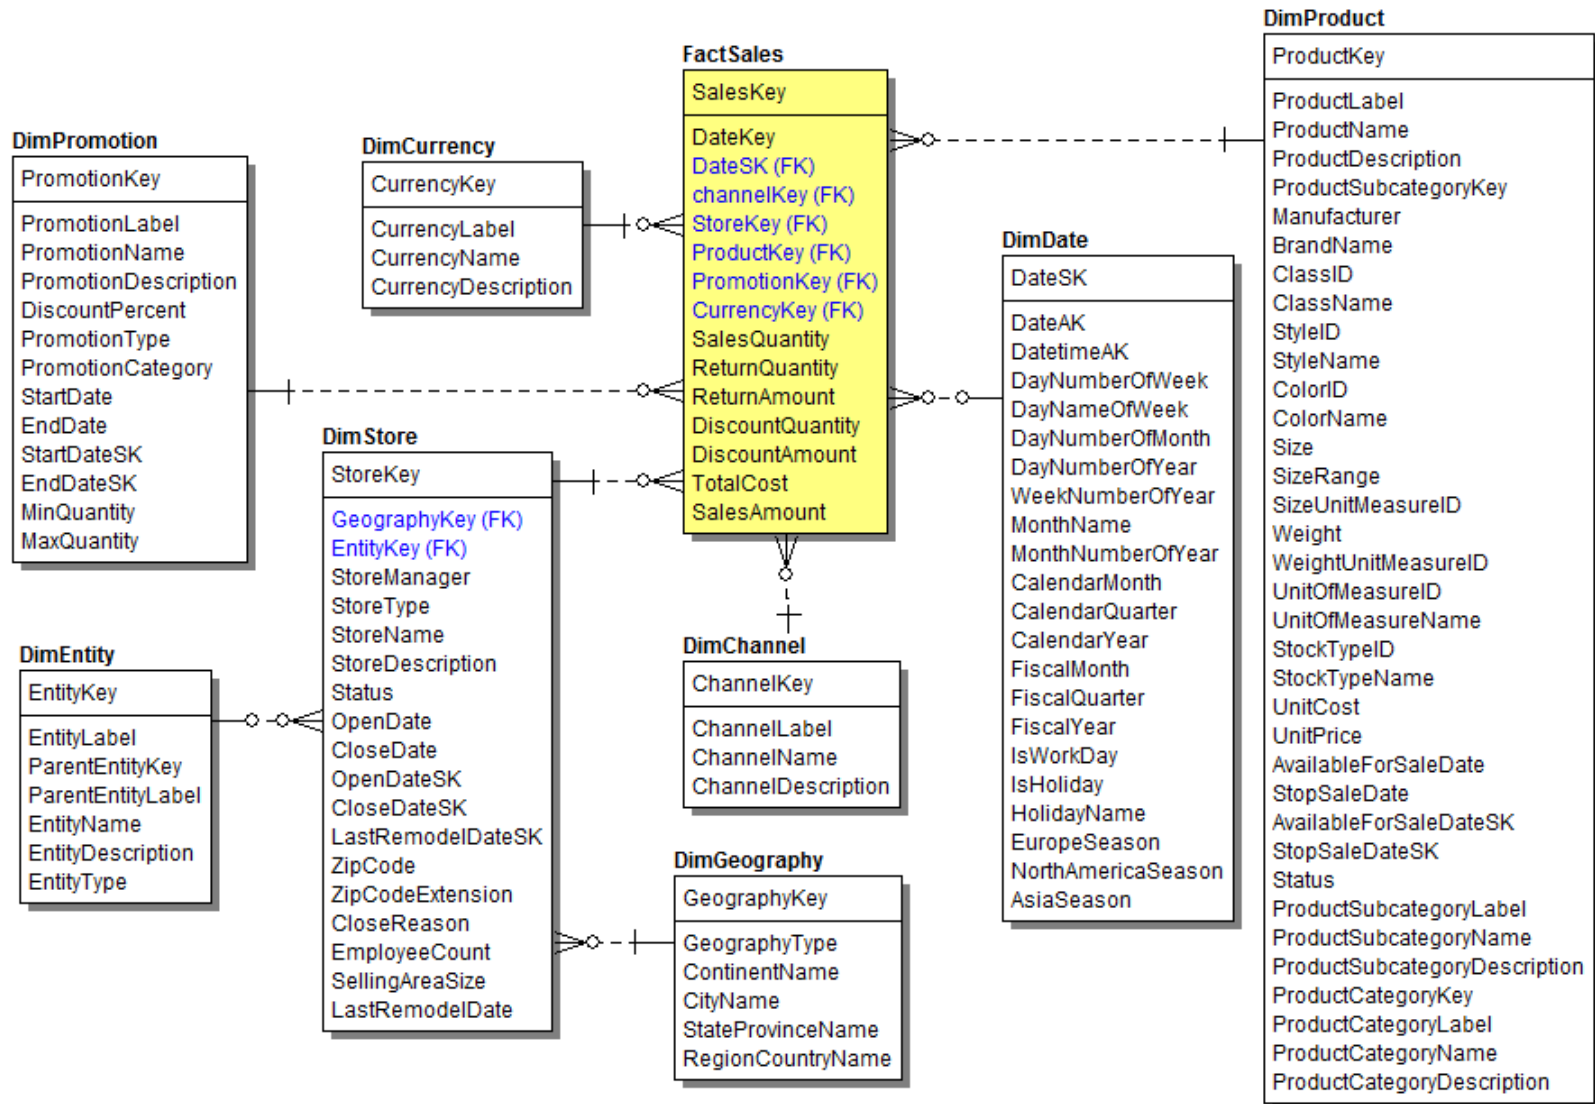 DimProduct
ProductKey
ProductLabel
ProductName
ProductDescription
ProductSubcategoryKey
Manufacturer
BrandName
ClassID
ClassName
StyleID
StyleName
ColorID
ColorName
Size
SizeRange
SizeUnitMeasureID
Weight
WeightUnitMeasureID
UnitOfMeasureID
UnitOfMeasureName
StockTypeID
StockTypeName
UnitCost
UnitPrice
AvailableForSaleDate
StopSaleDate
AvailableForSaleDateSK
StopSaleDateSK
Status
ProductSubcategoryLabel
ProductSubcategoryName
ProductSubcategoryDescription
ProductCategoryKey
ProductCategoryLabel
ProductCategoryName
ProductCategoryDescription
FactSales
SalesKey
DateKey
DateSK (FK)
channelKey (FK)
StoreKey (FK)
ProductKey (FK)
PromotionKey (FK)
CurrencyKey (FK)
SalesQuantity
ReturnQuantity
ReturnAmount
DiscountQuantity
DiscountAmount
TotalCost
SalesAmount
DimPromotion
PromotionKey
PromotionLabel
PromotionName
PromotionDescription
DiscountPercent
PromotionType
PromotionCategory
StartDate
EndDate
StartDateSK
EndDateSK
MinQuantity
MaxQuantity
DimCurrency
CurrencyKey
CurrencyLabel
CurrencyName
CurrencyDescription
DimDate
DateSK
DateAK
DatetimeAK
DayNumberOfWeek
DayNameOfWeek
DayNumberOfMonth
DayNumberOfYear
WeekNumberOfYear
MonthName
MonthNumberOfYear
CalendarMonth
CalendarQuarter
CalendarYear
FiscalMonth
FiscalQuarter
FiscalYear
IsWorkDay
IsHoliday
HolidayName
EuropeSeason
NorthAmericaSeason
AsiaSeason
DimStore
StoreKey
GeographyKey (FK)
EntityKey (FK)
StoreManager
StoreType
StoreName
StoreDescription
Status
OpenDate
CloseDate
OpenDateSK
CloseDateSK
LastRemodelDateSK
ZipCode
ZipCodeExtension
CloseReason
EmployeeCount
SellingAreaSize
LastRemodelDate
DimEntity
EntityKey
EntityLabel
ParentEntityKey
ParentEntityLabel
EntityName
EntityDescription
EntityType
DimChannel
ChannelKey
ChannelLabel
ChannelName
ChannelDescription
DimGeography
GeographyKey
GeographyType
ContinentName
CityName
StateProvinceName
RegionCountryName